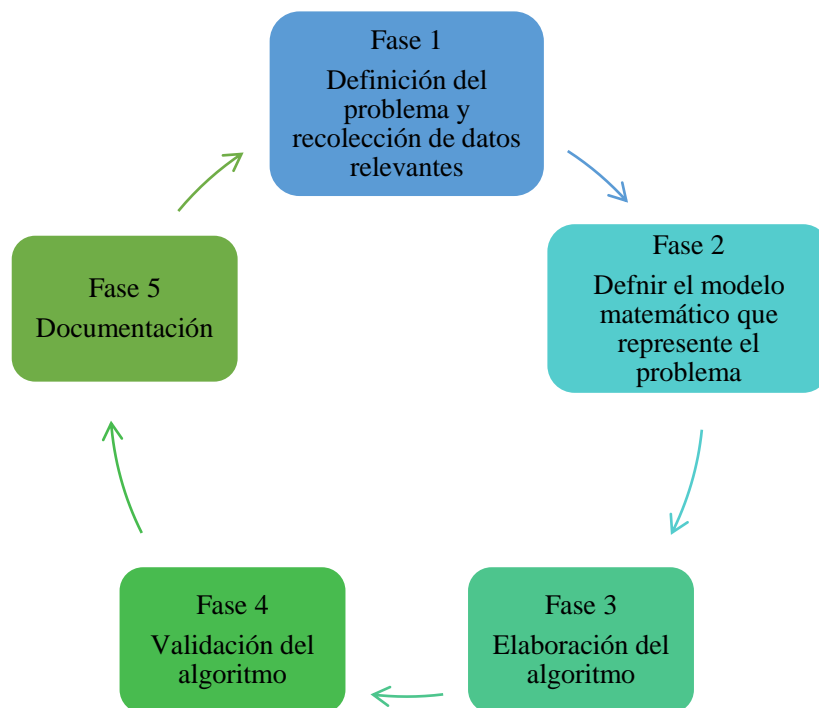 Fase 1
Definición del
problema y
recolección de datos
relevantes
Fase 2
Defnir el modelo
matemático que
represente el
problema
Fase 3
Elaboración del
algoritmo
Fase 4
Validación del
algoritmo
Fase 5
Documentación